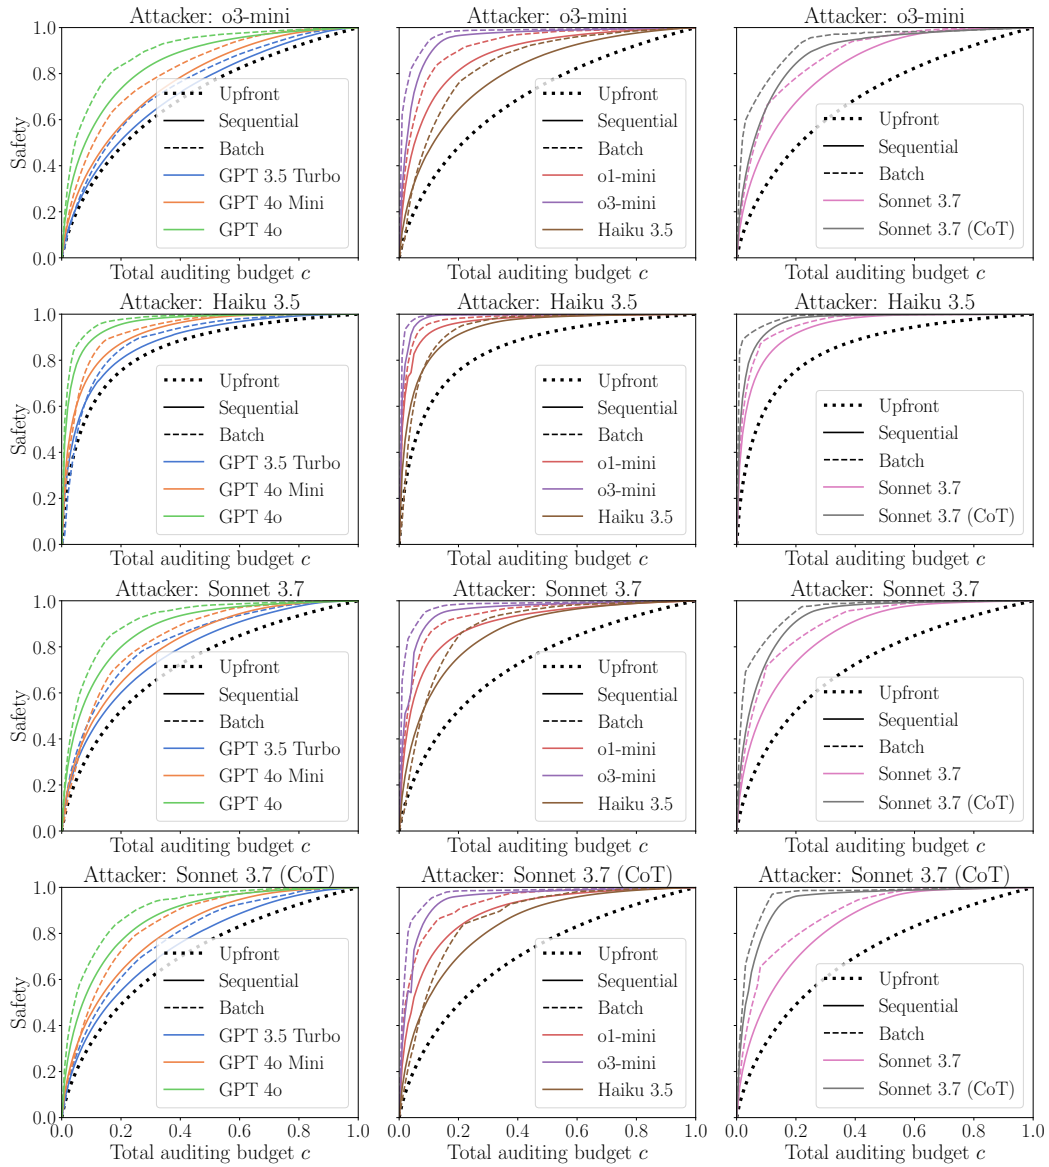 Attacker: o3-mini
Attacker: o3-mini
Attacker: o3-mini
Safety
1.0
0.8
0.6
0.4
0.2
0.0
Upfront
Sequential
Batch
GPT 3.5 Turbo
GPT 4o Mini
GPT 4o
Upfront
Sequential
Batch
o1-mini
o3-mini
Haiku 3.5
Upfront
Sequential
Batch
Sonnet 3.7
Sonnet 3.7 (CoT)
Total auditing budget c
Total auditing budget c
Total auditing budget c
Attacker: Haiku 3.5
Attacker: Haiku 3.5
Attacker: Haiku 3.5
Safety
1.0
0.8
0.6
0.4
0.2
0.0
Upfront
Sequential
Batch
GPT 3.5 Turbo
GPT 4o Mini
GPT 4o
Upfront
Sequential
Batch
o1-mini
o3-mini
Haiku 3.5
Upfront
Sequential
Batch
Sonnet 3.7
Sonnet 3.7 (CoT)
Total auditing budget c
Total auditing budget c
Total auditing budget c
Attacker: Sonnet 3.7
Attacker: Sonnet 3.7
Attacker: Sonnet 3.7
Safety
1.0
0.8
0.6
0.4
0.2
0.0
Upfront
Sequential
Batch
GPT 3.5 Turbo
GPT 4o Mini
GPT 4o
Upfront
Sequential
Batch
o1-mini
o3-mini
Haiku 3.5
Upfront
Sequential
Batch
Sonnet 3.7
Sonnet 3.7 (CoT)
Total auditing budget c
Total auditing budget c
Total auditing budget c
Attacker: Sonnet 3.7 (CoT)
Attacker: Sonnet 3.7 (CoT)
Attacker: Sonnet 3.7 (CoT)
Safety
1.0
0.8
0.6
0.4
0.2
0.0
Upfront
Sequential
Batch
GPT 3.5 Turbo
GPT 4o Mini
GPT 4o
Upfront
Sequential
Batch
o1-mini
o3-mini
Haiku 3.5
Upfront
Sequential
Batch
Sonnet 3.7
Sonnet 3.7 (CoT)
0.0 0.2 0.4 0.6 0.8 1.0
0.0 0.2 0.4 0.6 0.8 1.0
0.0 0.2 0.4 0.6 0.8 1.0
Total auditing budget c
Total auditing budget c
Total auditing budget c